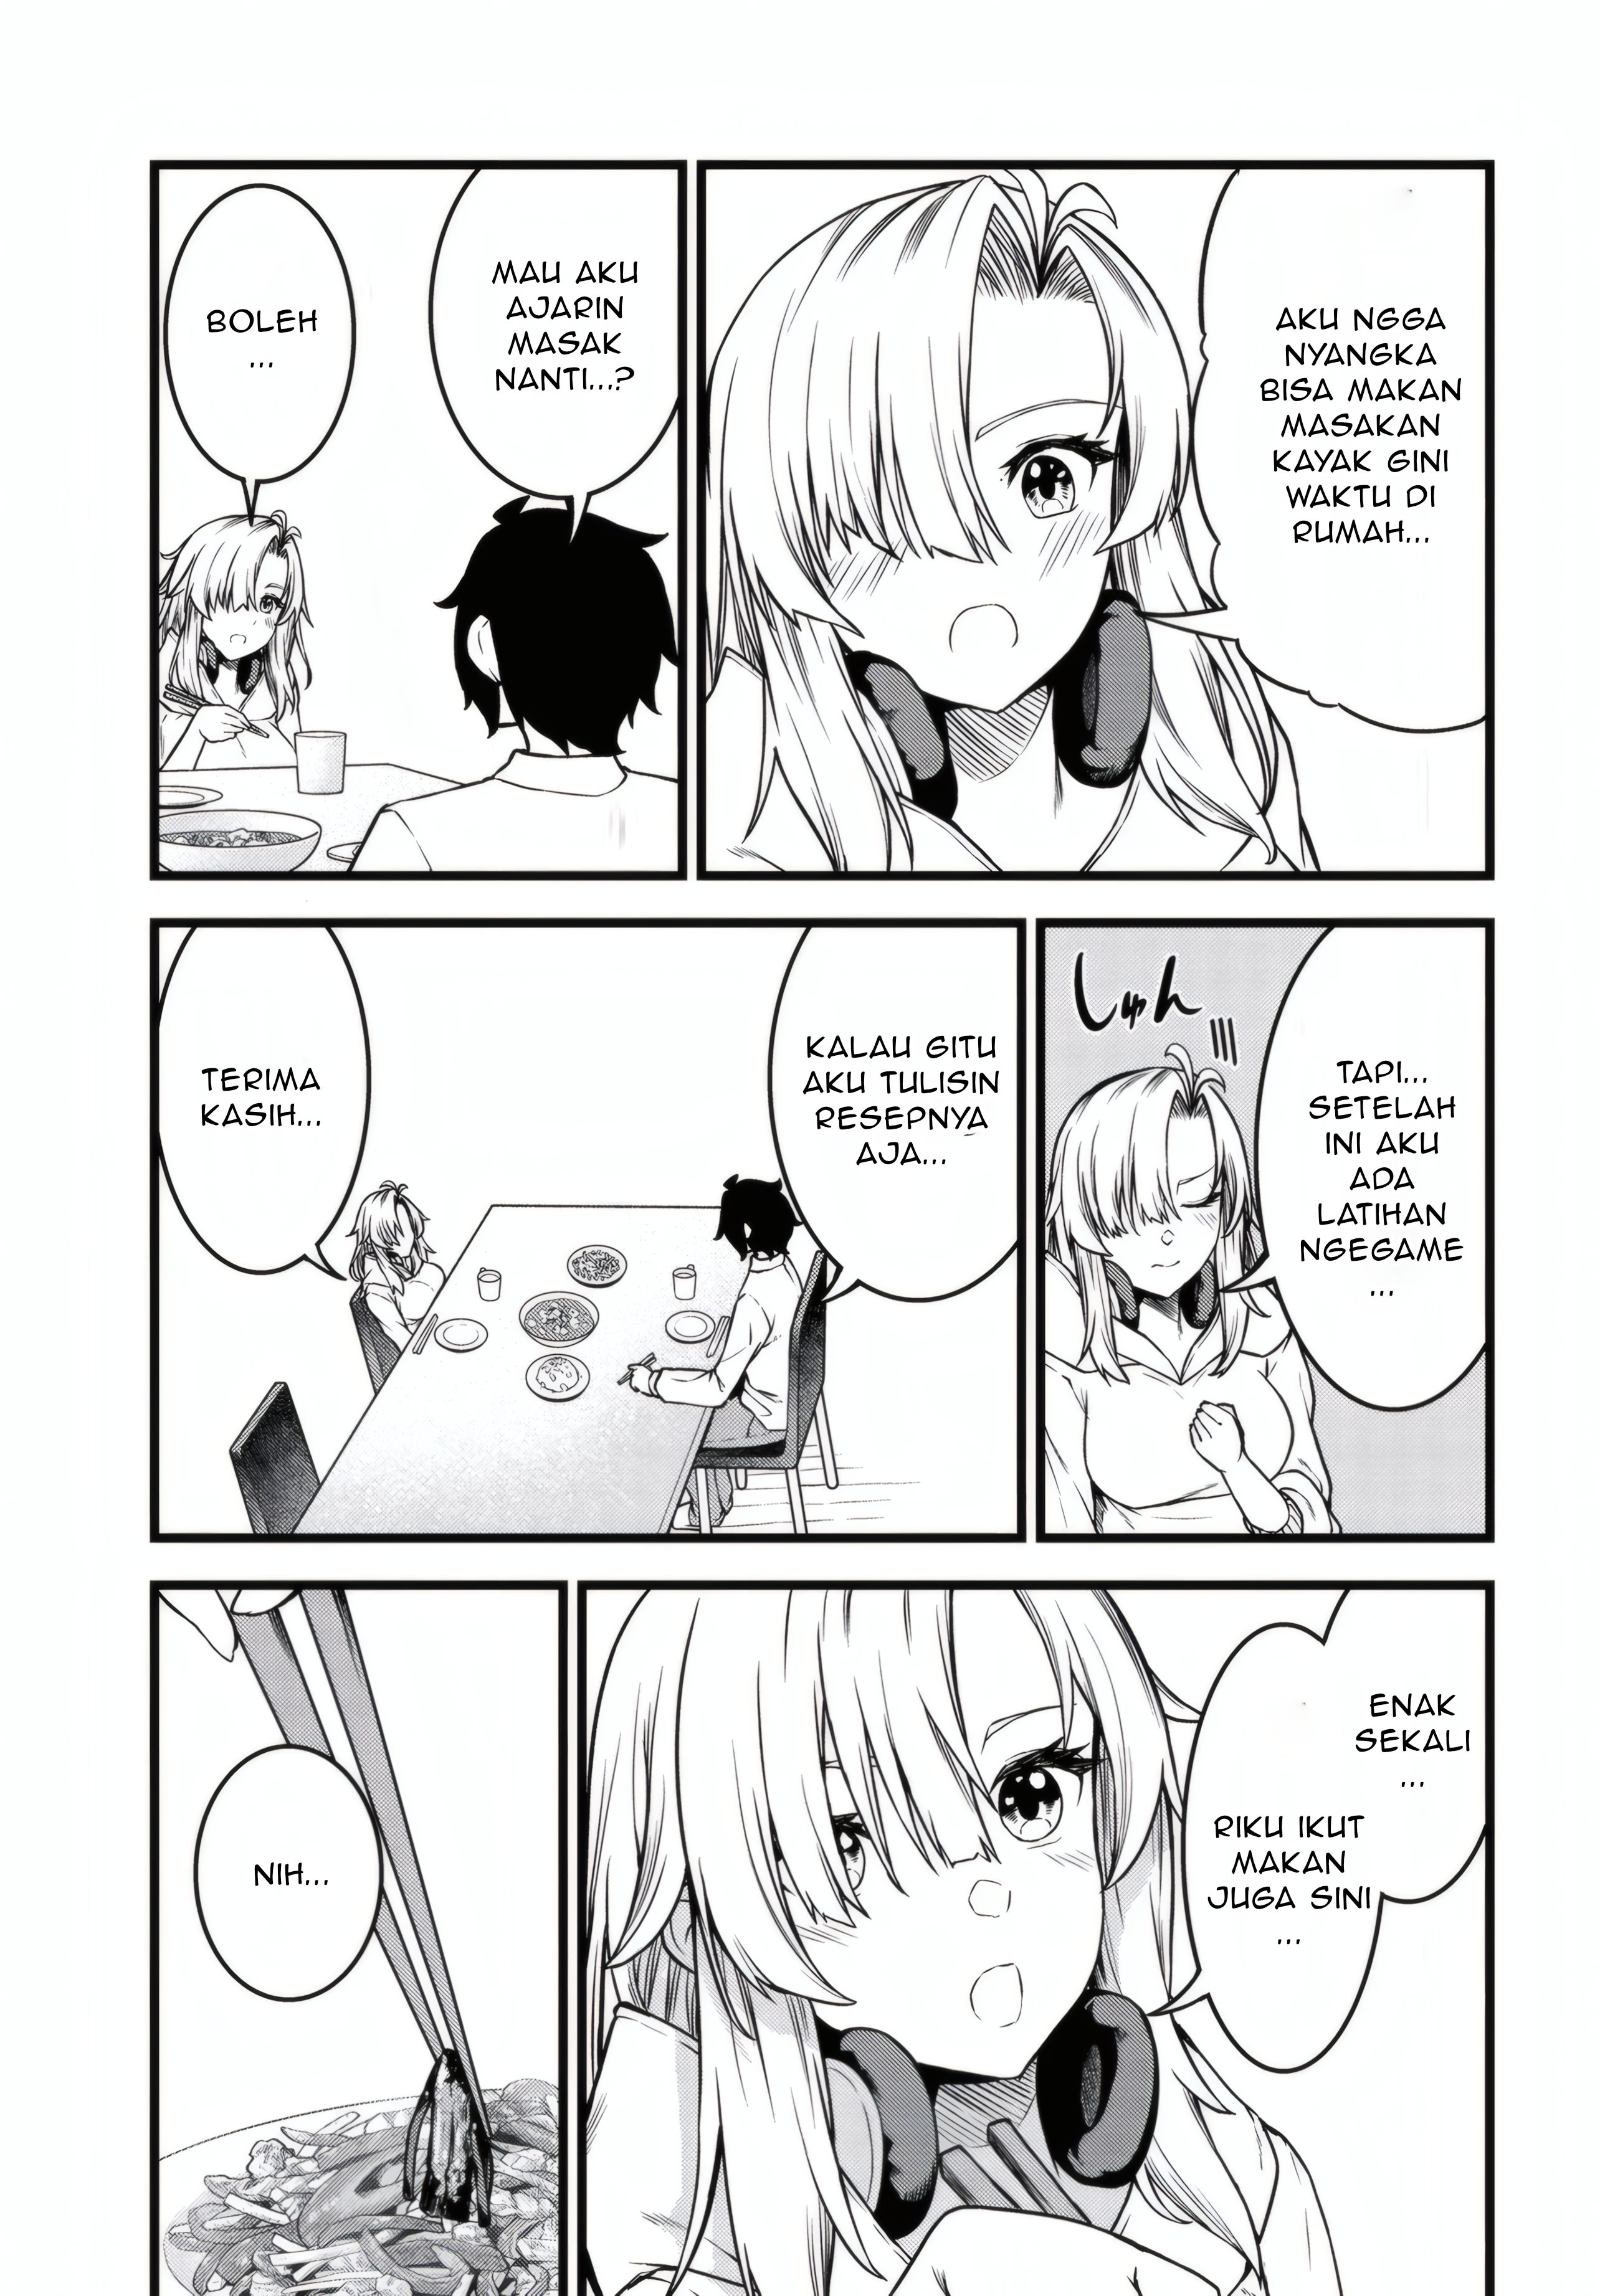 AKU NGGA
NYANGKA
BISA MAKAN
MASAKAN
KAYAK GINI
WAKTU DI
RUMAH...
MAU AKU
AJARIN
MASAK
NANTI...?
BOLEH
...
しゅん
TAPI...
SETELAH
INI AKU
ADA
LATIHAN
NGEGAME
...
KALAU GITU
AKU TULISIN
RESEPNYA
AJA...
TERIMA
KASIH...
ENAK
SEKALI
...
RIKU IKUT
MAKAN
JUGA SINI
...
NIH...